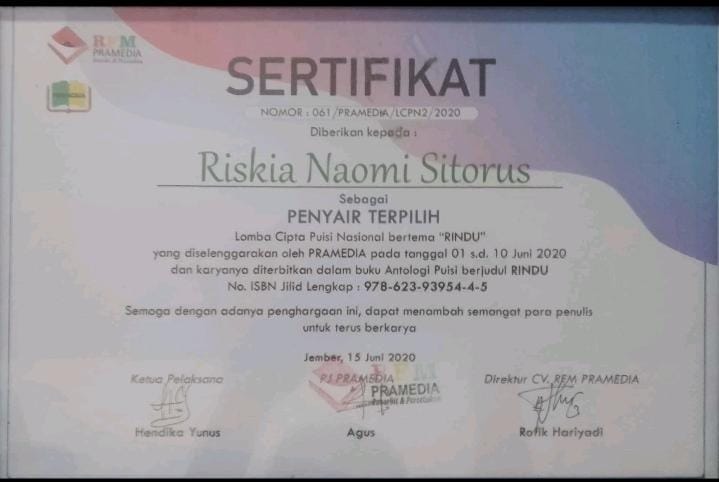 RFM
PRAMEDIA
SERTIFIKAT
NOMOR : 061/PRAMEDIA/LCPN2/2020
Diberikan kepada :
Riskia Naomi Sitorus
Sebagai
PENYAIR TERPILIH
Lomba Cipta Puisi Nasional bertema "RINDU"
yang diselenggarakan oleh PRAMEDIA pada tanggal 01 s.d. 10 Juni 2020
dan karyanya diterbitkan dalam buku Antologi Puisi berjudul RINDU
No. ISBN Jilid Lengkap : 978-623-93954-4-5
Semoga dengan adanya penghargaan ini, dapat menambah semangat para penulis
untuk terus berkarya
Jember, 15 Juni 2020
Ketua Pelaksana
PJ PRAMEDIA
Direktur CV. RFM PRAMEDIA
PRAMEDIA
Penerbit & Percetakan
Hendika Yunus
Agus
Rofik Hariyadi